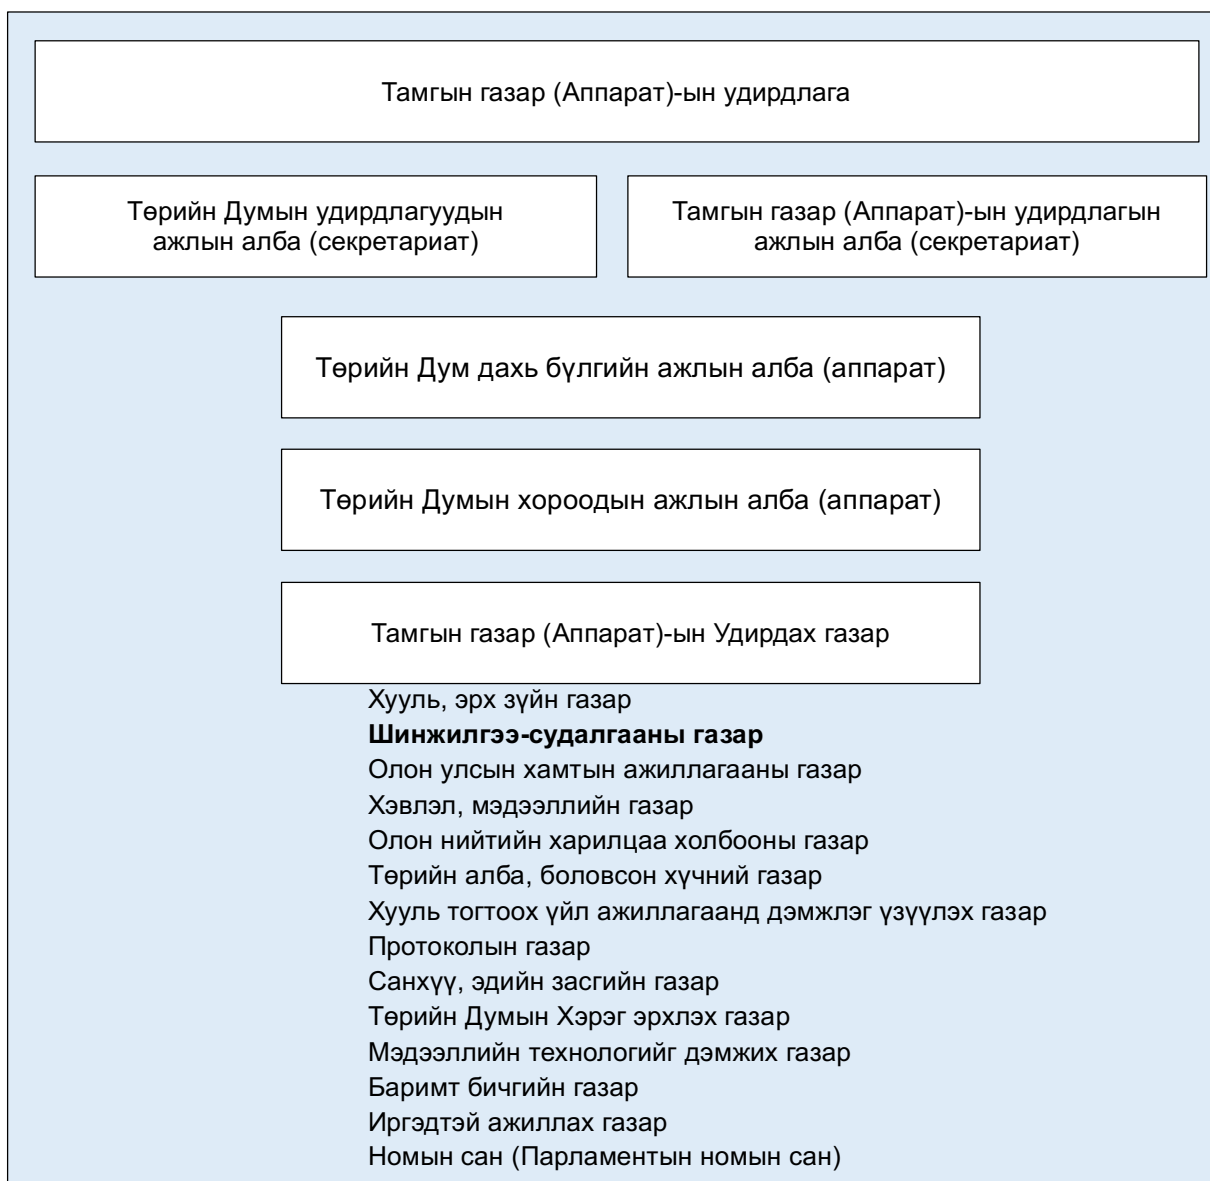 Тамгын газар (Аппарат)-ын удирдлага
Төрийн Думын удирдлагуудын
ажлын алба (секретариат)
Тамгын газар (Аппарат)-ын удирдлагын
ажлын алба (секретариат)
Төрийн Дум дахь бүлгийн ажлын алба (аппарат)
Төрийн Думын хороодын ажлын алба (аппарат)
Тамгын газар (Аппарат)-ын Удирдах газар
Хууль, эрх зүйн газар
Шинжилгээ-судалгааны газар
Олон улсын хамтын ажиллагааны газар
Хэвлэл, мэдээллийн газар
Олон нийтийн харилцаа холбооны газар
Төрийн алба, боловсон хүчний газар
Хууль тогтоох үйл ажиллагаанд дэмжлэг үзүүлэх газар
Протоколын газар
Санхүү, эдийн засгийн газар
Төрийн Думын Хэрэг эрхлэх газар
Мэдээллийн технологийг дэмжих газар
Баримт бичгийн газар
Иргэдтэй ажиллах газар
Номын сан (Парламентын номын сан)